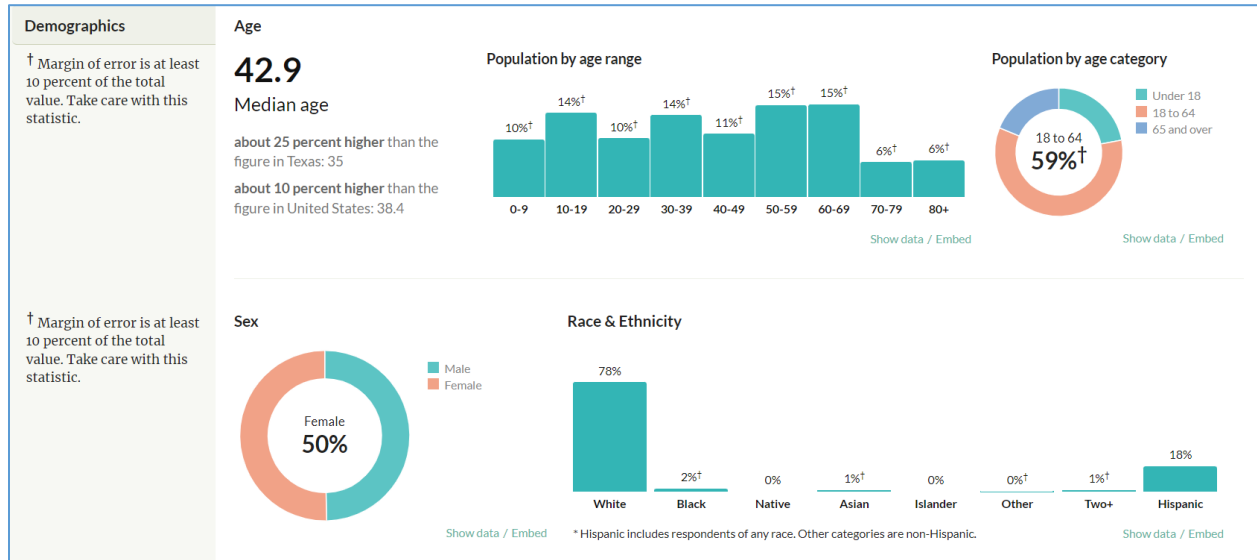 Demographics
† Margin of error is at least
10 percent of the total
value. Take care with this
statistic.
Age
42.9
Median age
about 25 percent higher than the
figure in Texas: 35
about 10 percent higher than the
figure in United States: 38.4
Population by age range
10%† 14%† 10%† 14%† 11%† 15%† 15%† 6%† 6%†
0-9 10-19 20-29 30-39 40-49 50-59 60-69 70-79 80+
Show data / Embed
Population by age category
18 to 64
59%†
Under 18
18 to 64
65 and over
Show data / Embed
† Margin of error is at least
10 percent of the total
value. Take care with this
statistic.
Sex
Female
50%
Male
Female
Show data / Embed
Race & Ethnicity
78% 2%† 0% 1%† 0% 0%† 1%† 18%
White Black Native Asian Islander Other Two+ Hispanic
* Hispanic includes respondents of any race. Other categories are non-Hispanic.
Show data / Embed